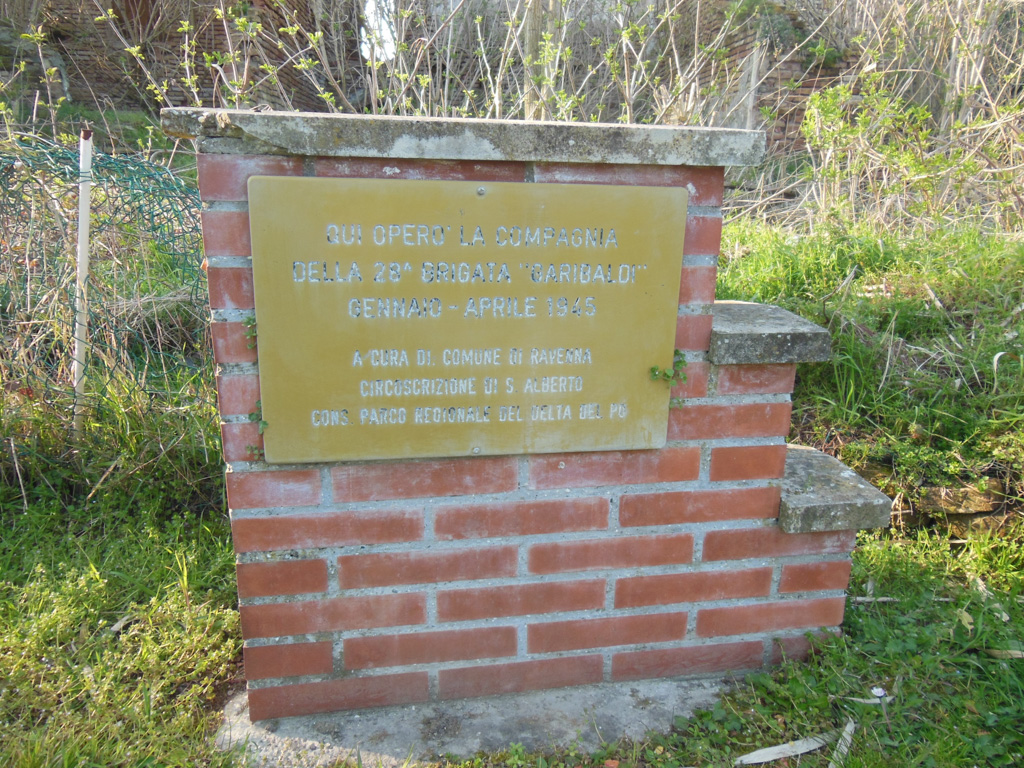 QUI OPERO' LA COMPAGNIA
DELLA 28ª BRIGATA "GARIBALDI"
GENNAIO - APRILE 1945
A CURA DI: COMUNE DI RAVENNA
CIRCOSCRIZIONE DI S. ALBERTO
CONS. PARCO REGIONALE DEL DELTA DEL PÒ